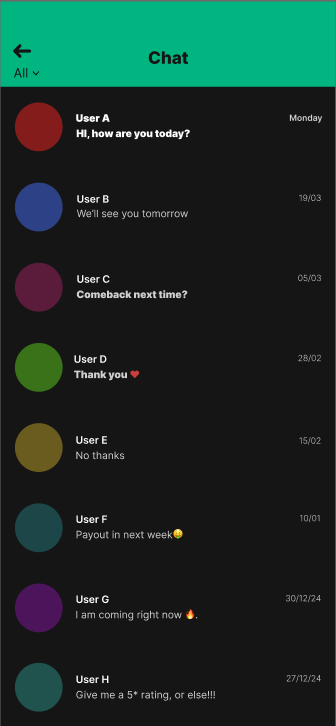 Chat
All
User A
Monday
HI, how are you today?
User B
19/03
We'll see you tomorrow
User C
05/03
Comeback next time?
User D
28/02
Thank you ❤️
User E
15/02
No thanks
User F
10/01
Payout in next week🤑
User G
30/12/24
I am coming right now 🔥.
User H
27/12/24
Give me a 5* rating, or else!!!